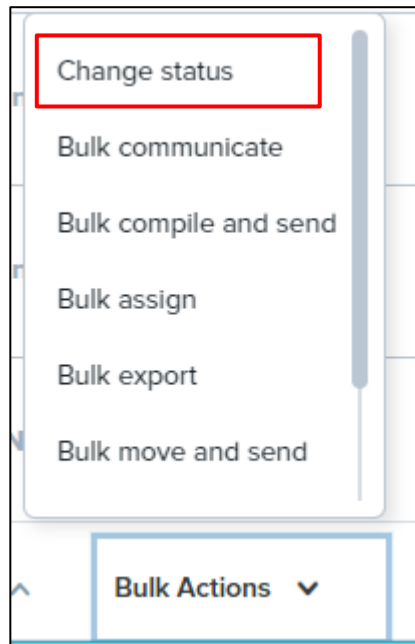 Change status
Bulk communicate
Bulk compile and send
Bulk assign
Bulk export
Bulk move and send
Bulk Actions